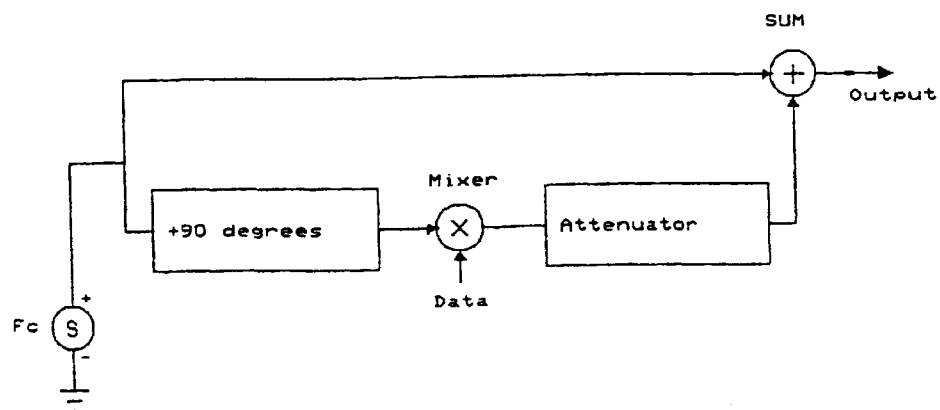 SUM
+
Output
Mixer
+90 degrees
X
Attenuator
Data
+
Fc
S
-